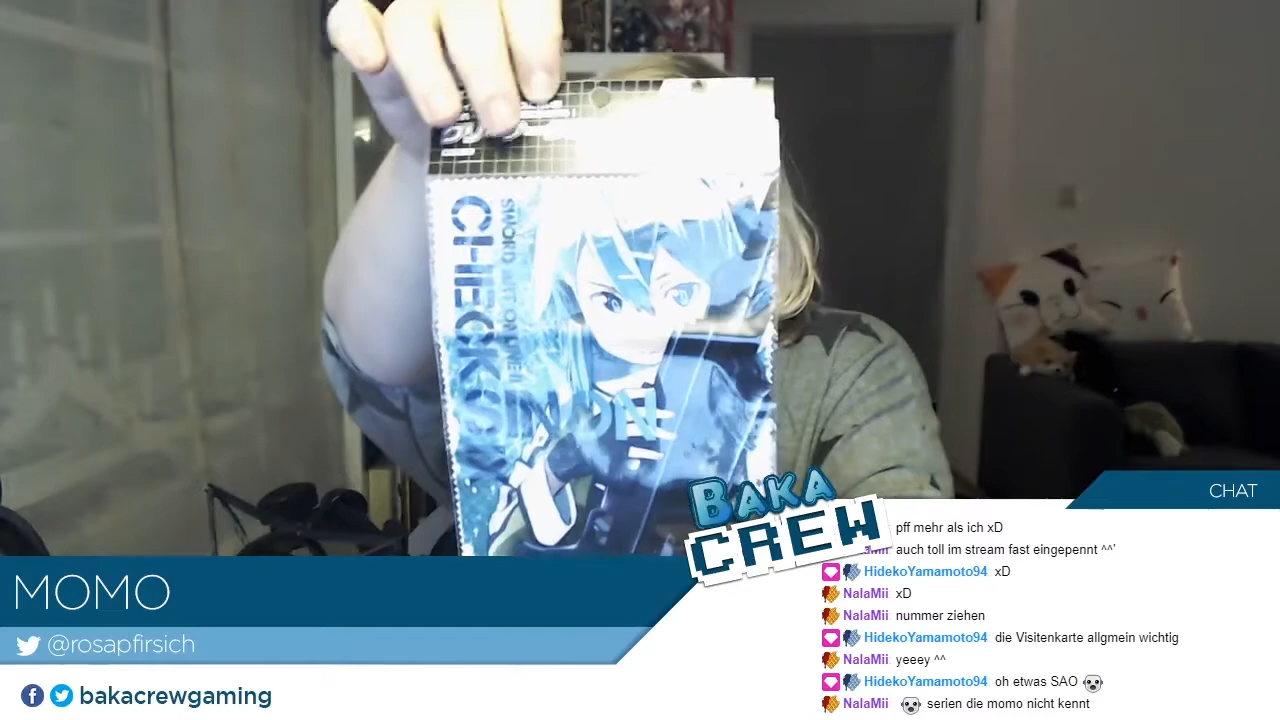 SWORD ART ONLINE II
SINON
BAKA
CREW
CHAT
pff mehr als ich xD
auch toll im stream fast eingepennt ^^'
HidekoYamamoto94: xD
NalaMii: xD
NalaMii: nummer ziehen
HidekoYamamoto94: die Visitenkarte allgmein wichtig
NalaMii: yeeey ^^
HidekoYamamoto94: oh etwas SAO
NalaMii: serien die momo nicht kennt
MOMO
@rosapfirsich
bakacrewgaming